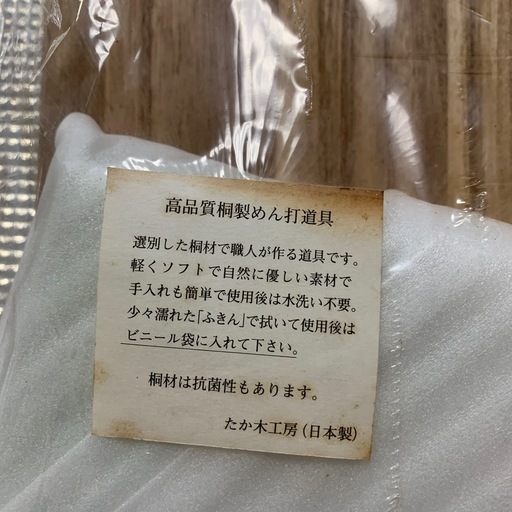 高品質桐製めん打道具
選別した桐材で職人が作る道具です。
軽くソフトで自然に優しい素材で
手入れも簡単で使用後は水洗い不要。
少々濡れた「ふきん」で拭いて使用後は
ビニール袋に入れて下さい。
桐材は抗菌性もあります。
たか木工房(日本製)